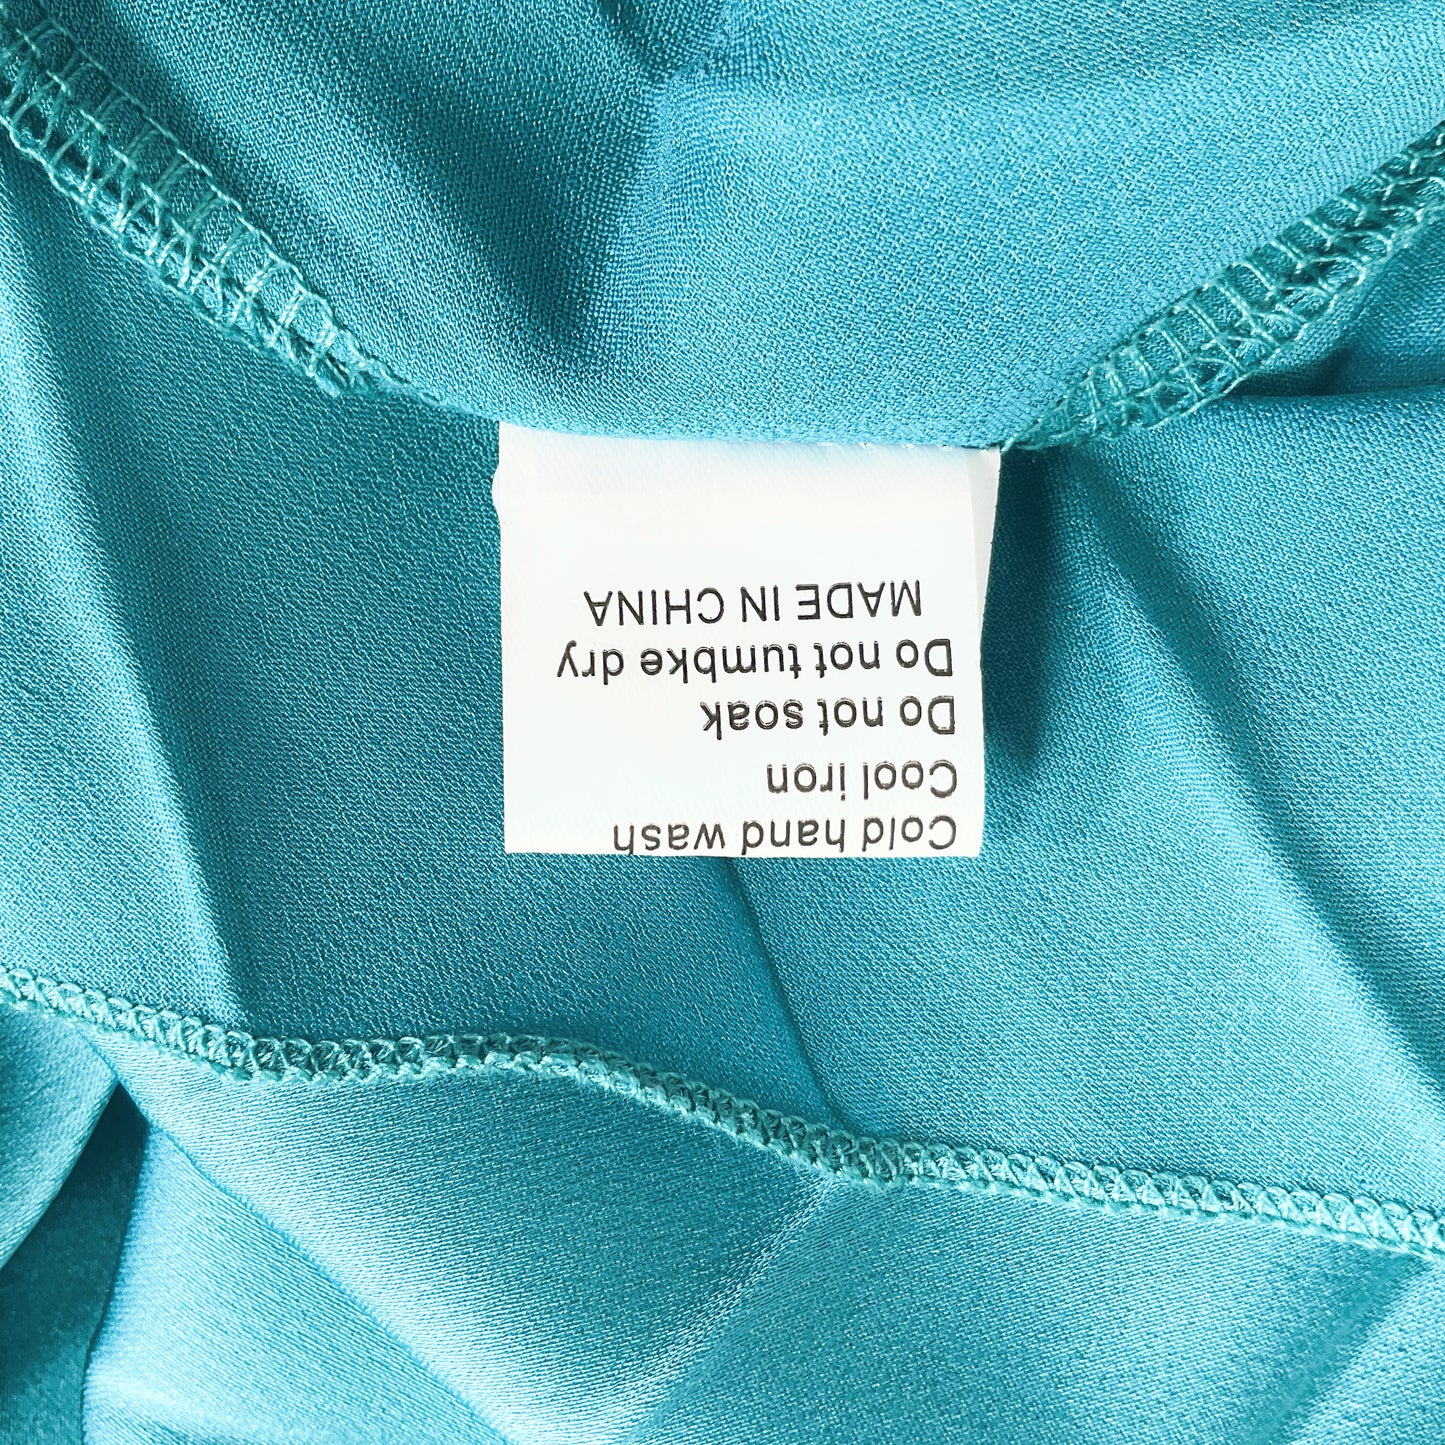 Cold hand wash
Cool iron
Do not soak
Do not tumbke dry
MADE IN CHINA